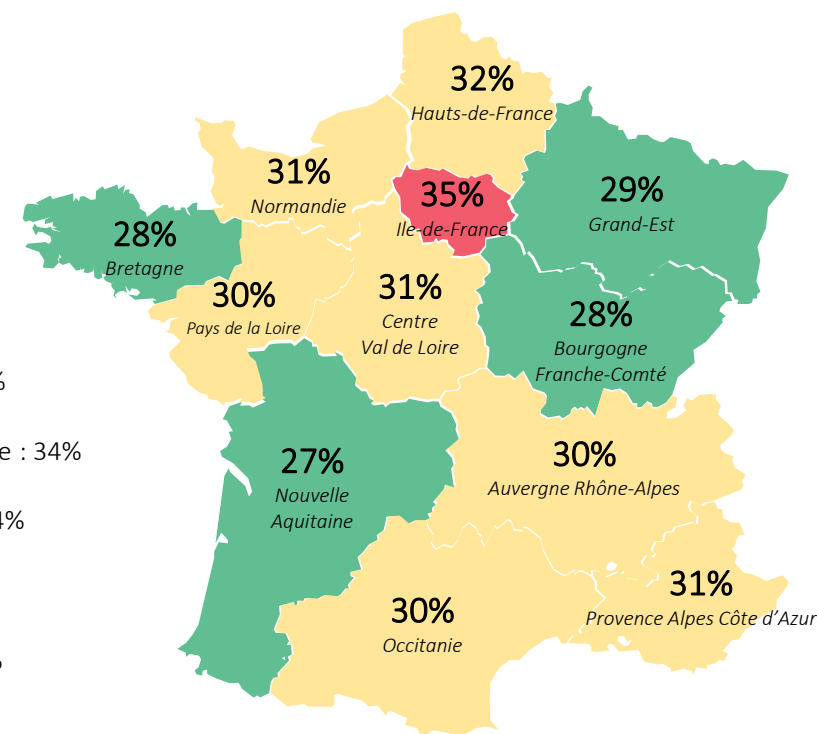 32%
Hauts-de-France
31%
Normandie
35%
Ile-de-France
29%
Grand-Est
28%
Bretagne
30%
Pays de la Loire
31%
Centre
Val de Loire
28%
Bourgogne
Franche-Comté
%
e : 34%
4%
27%
Nouvelle
Aquitaine
30%
Auvergne Rhône-Alpes
31%
Provence Alpes Côte d’Azur
30%
Occitanie